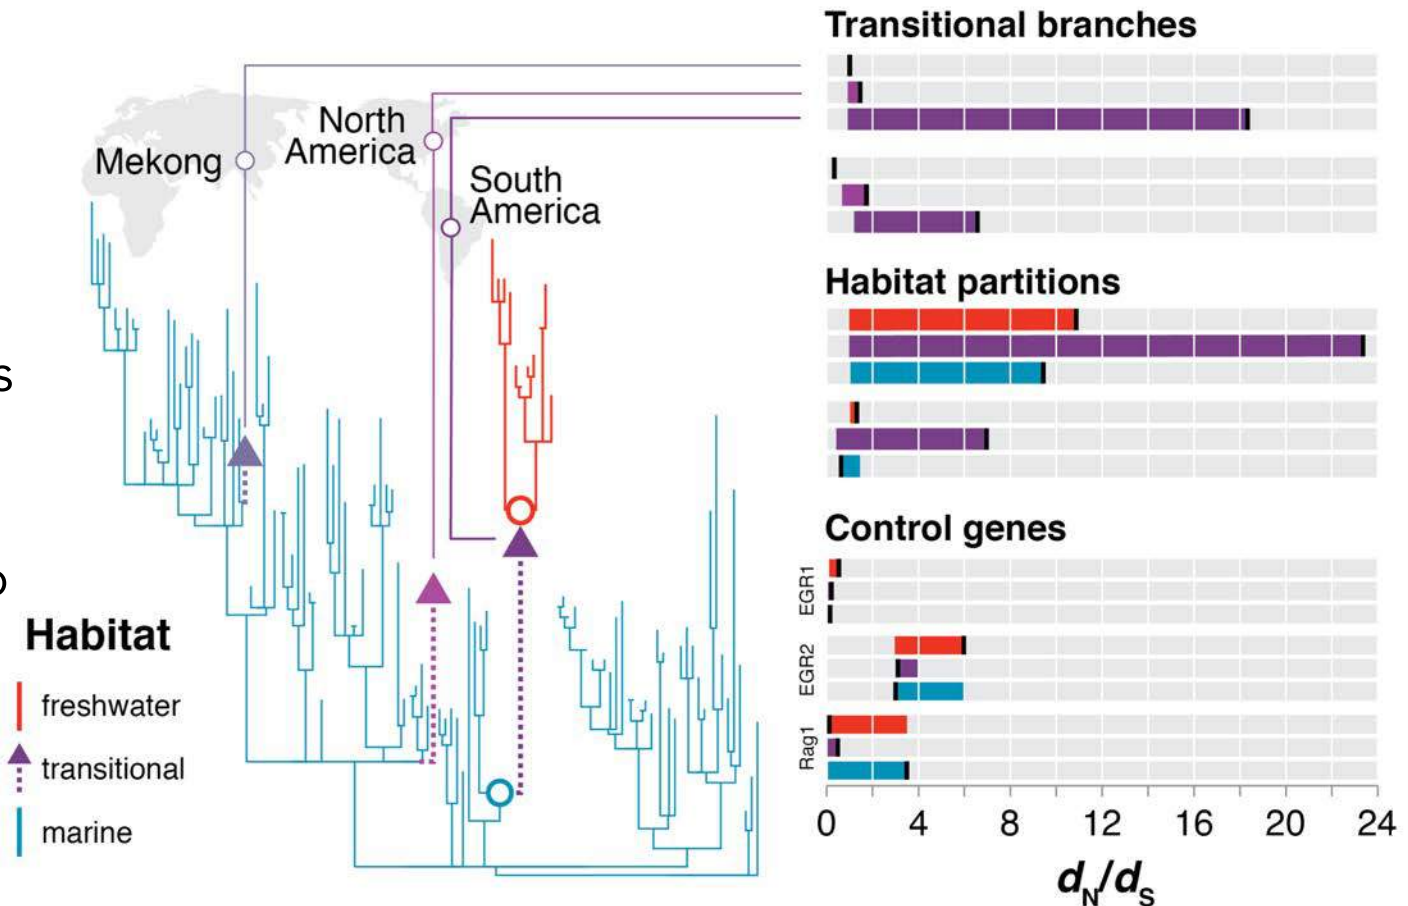 Transitional branches
North
America
Mekong
South
America
Habitat partitions
s
Control genes
EGR1
EGR2
Rag1
o
Habitat
freshwater
transitional
marine
0 4 8 12 16 20 24
dN/dS